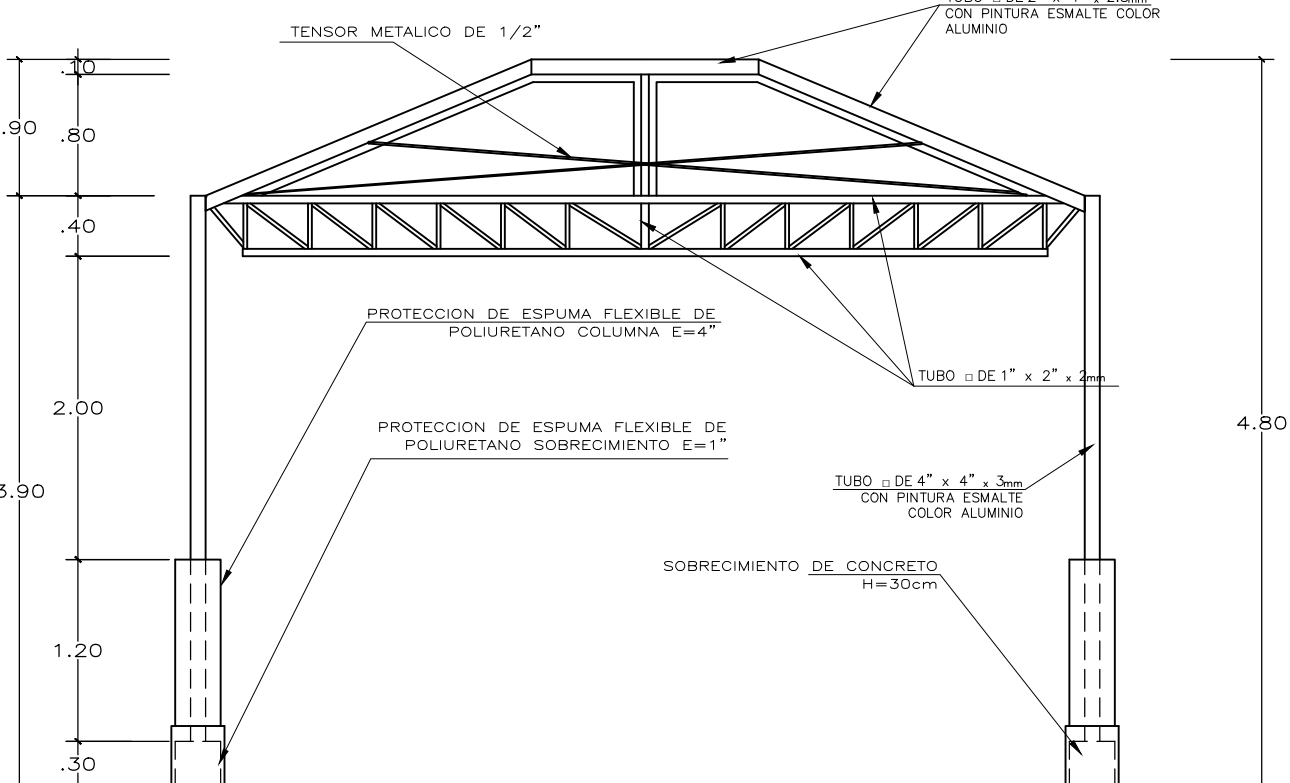 CON PINTURA ESMALTE COLOR
ALUMINIO
TENSOR METALICO DE 1/2"
.10
.90
.80
.40
PROTECCION DE ESPUMA FLEXIBLE DE
POLIURETANO COLUMNA E=4"
TUBO □ DE 1" x 2" x 2mm
2.00
PROTECCION DE ESPUMA FLEXIBLE DE
POLIURETANO SOBRECIMIENTO E=1"
4.80
3.90
TUBO □ DE 4" x 4" x 3mm
CON PINTURA ESMALTE
COLOR ALUMINIO
SOBRECIMIENTO DE CONCRETO
H=30cm
1.20
.30